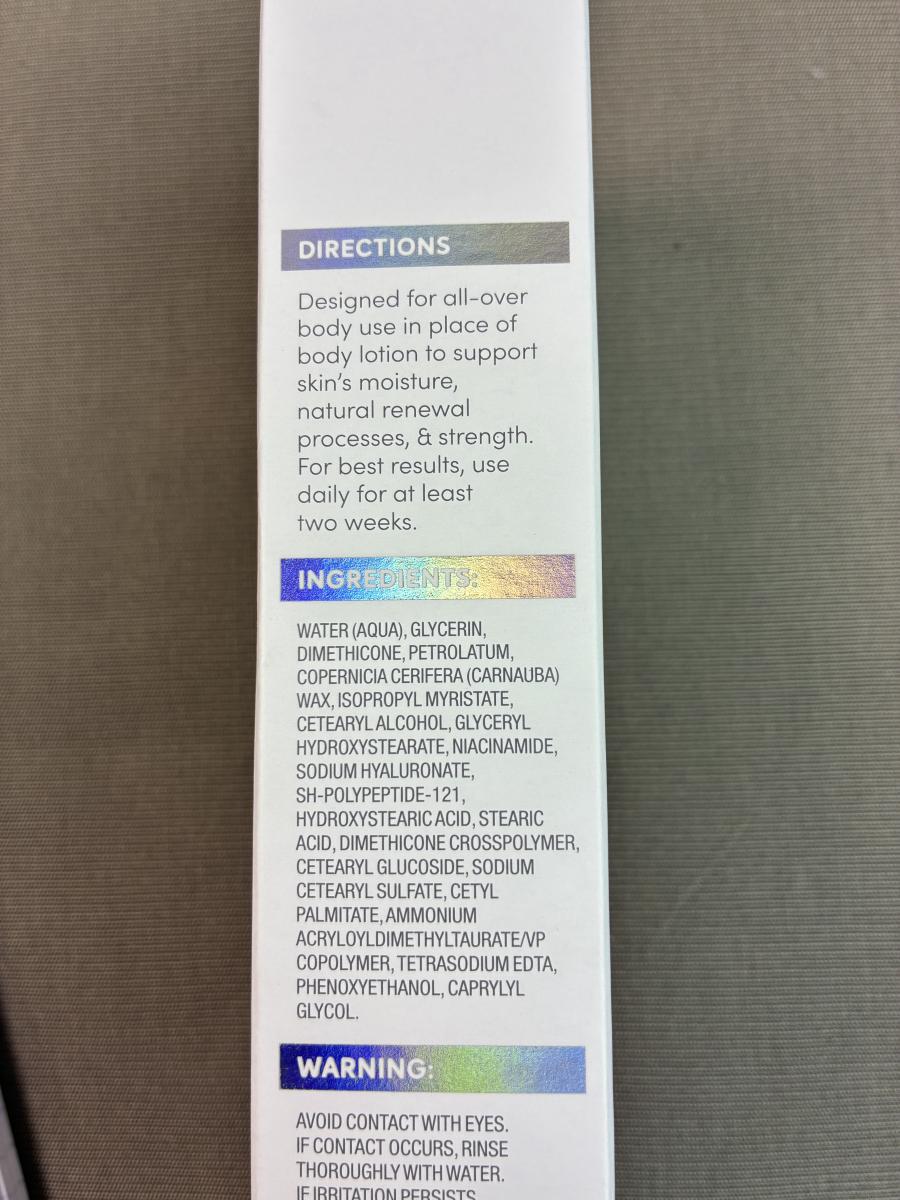 DIRECTIONS
Designed for all-over
body use in place of
body lotion to support
skin's moisture,
natural renewal
processes, & strength.
For best results, use
daily for at least
two weeks.
INGREDIENTS:
WATER (AQUA), GLYCERIN,
DIMETHICONE, PETROLATUM,
COPERNICIA CERIFERA (CARNAUBA)
WAX, ISOPROPYL MYRISTATE,
CETEARYL ALCOHOL, GLYCERYL
HYDROXYSTEARATE, NIACINAMIDE,
SODIUM HYALURONATE,
SH-POLYPEPTIDE-121,
HYDROXYSTEARIC ACID, STEARIC
ACID, DIMETHICONE CROSSPOLYMER,
CETEARYL GLUCOSIDE, SODIUM
CETEARYL SULFATE, CETYL
PALMITATE, AMMONIUM
ACRYLOYLDIMETHYLTAURATE/VP
COPOLYMER, TETRASODIUM EDTA,
PHENOXYETHANOL, CAPRYLYL
GLYCOL.
WARNING:
AVOID CONTACT WITH EYES.
IF CONTACT OCCURS, RINSE
THOROUGHLY WITH WATER.
IF IRRITATION PERSISTS